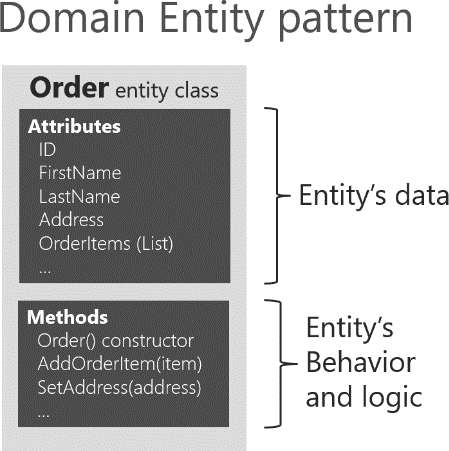 Domain Entity pattern
Order entity class
Attributes
ID
FirstName
LastName
Address
OrderItems (List)
...
Entity's data
Methods
Order() constructor
AddOrderItem(item)
SetAddress(address)
...
Entity's
Behavior
and logic